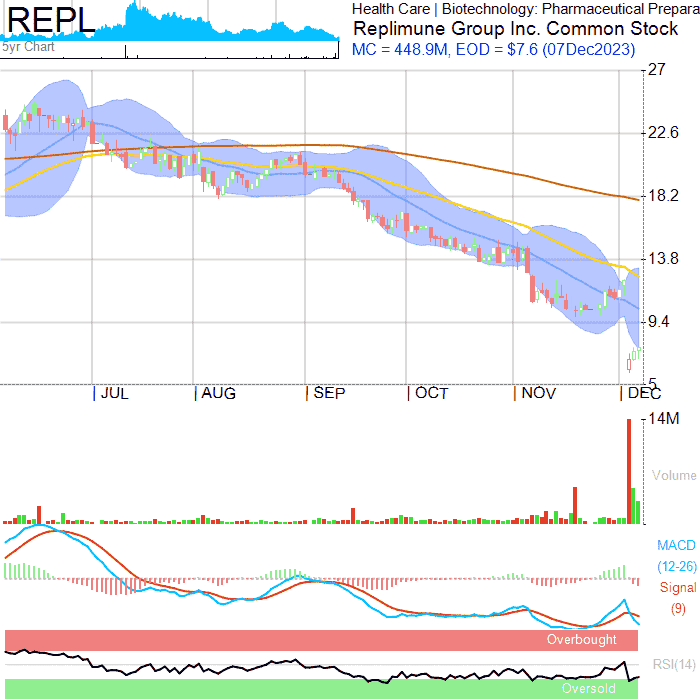 REPL
5yr Chart
Health Care | Biotechnology: Pharmaceutical Prepara
Replimune Group Inc. Common Stock
MC = 448.9M, EOD = $7.6 (07Dec2023)
27
22.6
18.2
13.8
9.4
5
JUL AUG SEP OCT NOV DEC
14M
Volume
MACD
(12-26)
Signal
(9)
Overbought
RSI(14)
Oversold